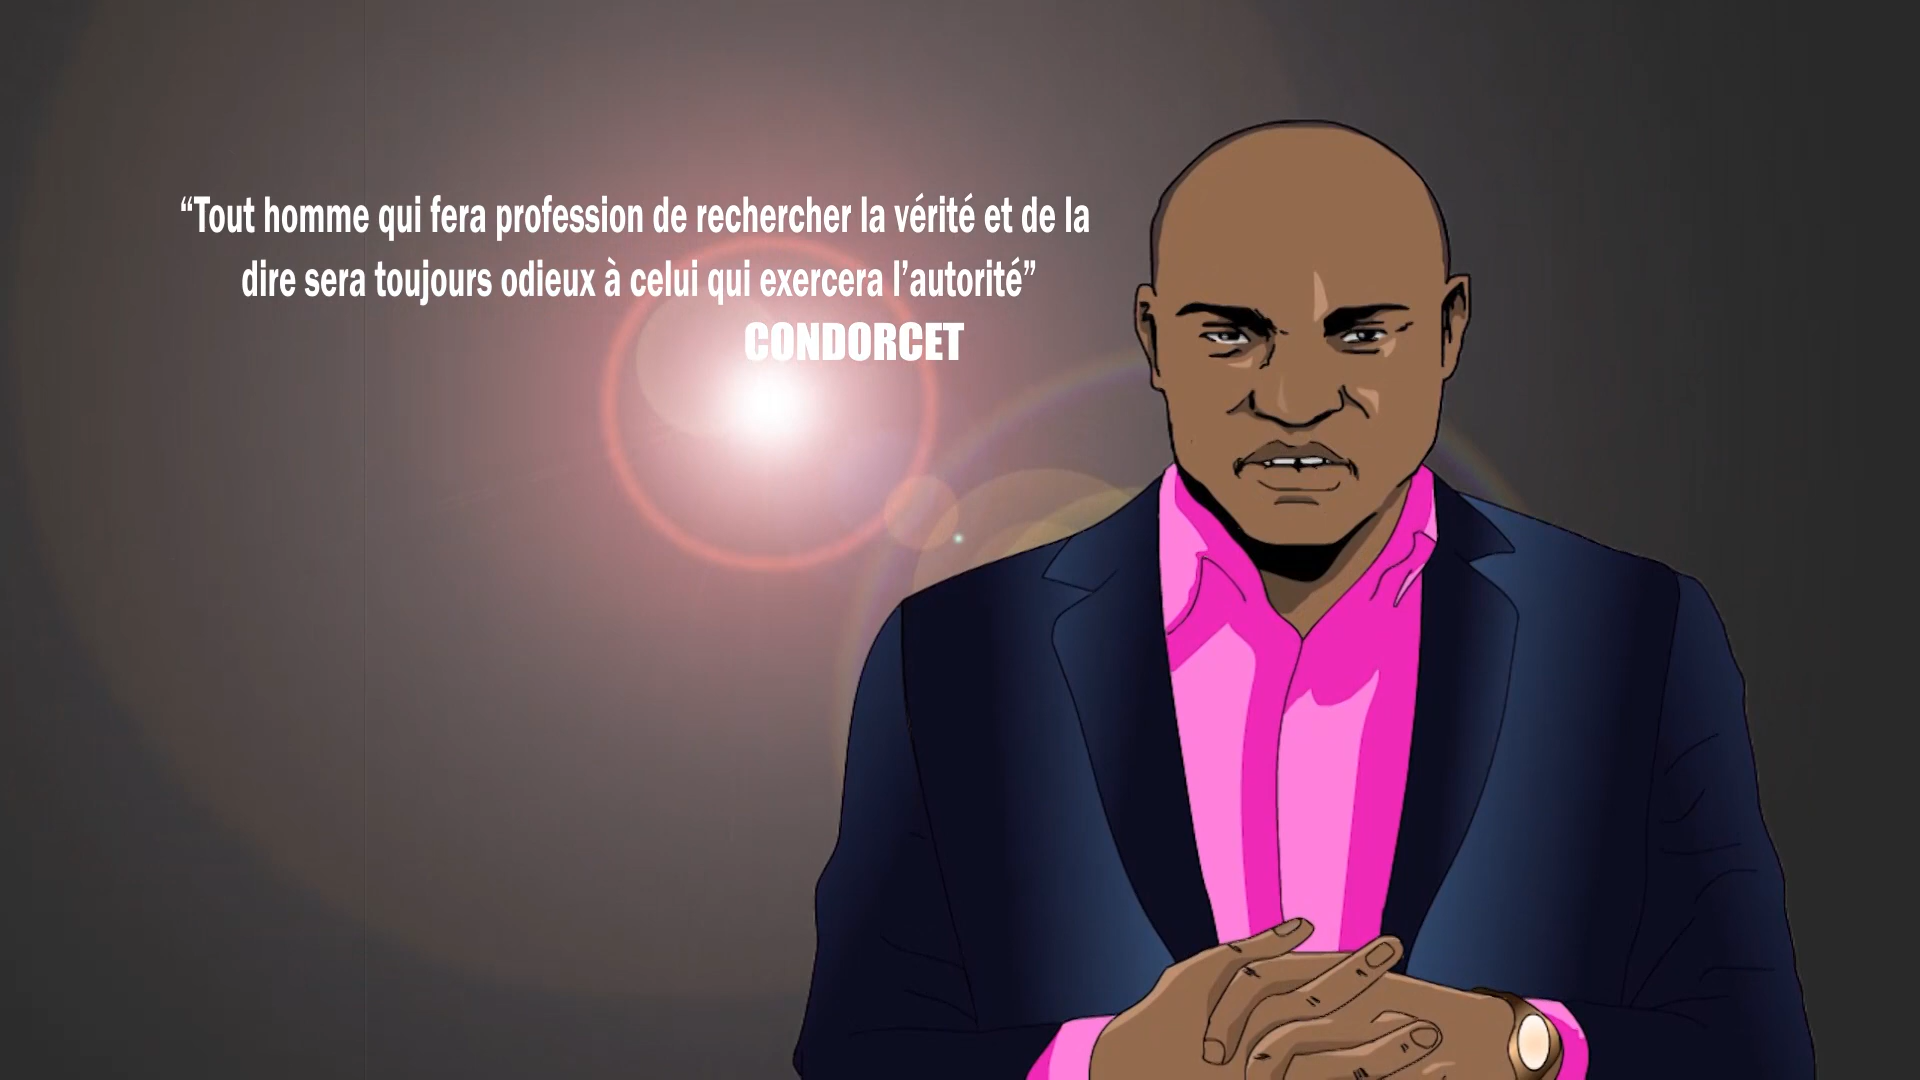 “Tout homme qui fera profession de rechercher la vérité et de la
dire sera toujours odieux à celui qui exercera l’autorité”
CONDORCET